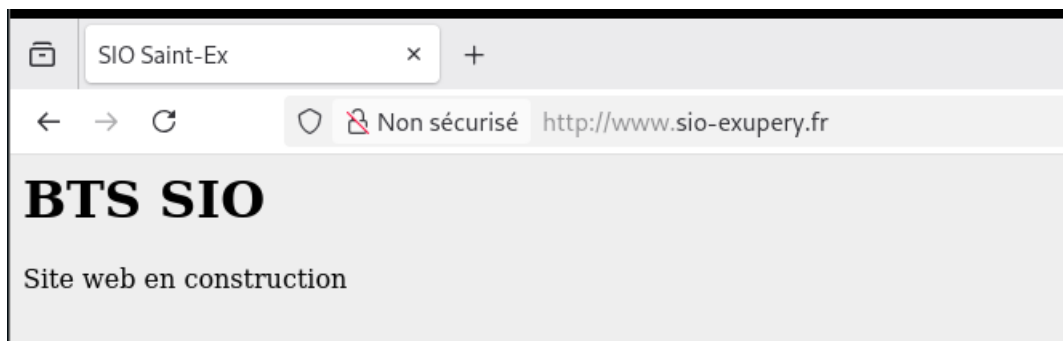 SIO Saint-Ex
Non sécurisé http://www.sio-exupery.fr
BTS SIO
Site web en construction